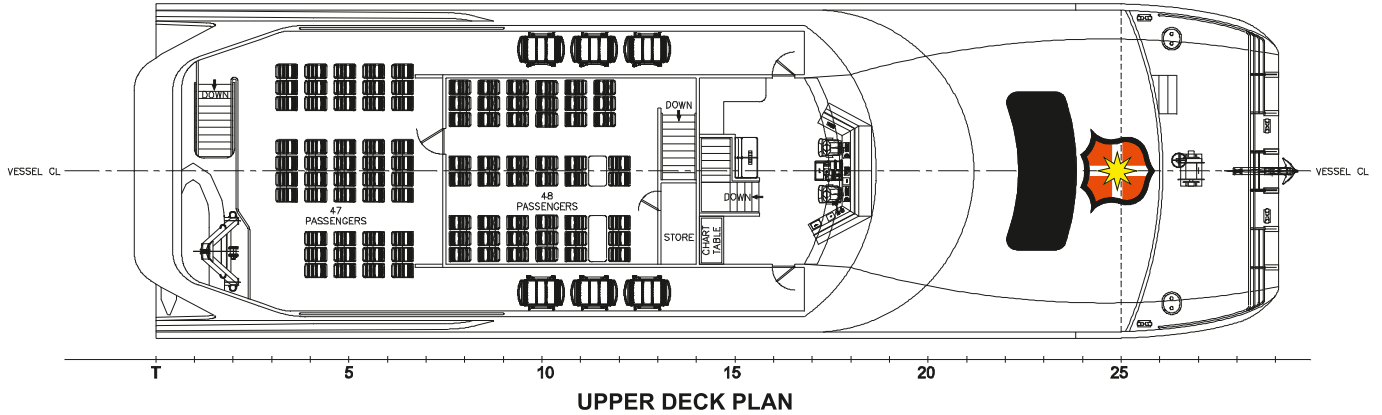 DOWN
DOWN
VESSEL CL
VESSEL CL
47
PASSENGERS
48
PASSENGERS
DOWN
STORE
CHART
TABLE
T 5 10 15 20 25
UPPER DECK PLAN